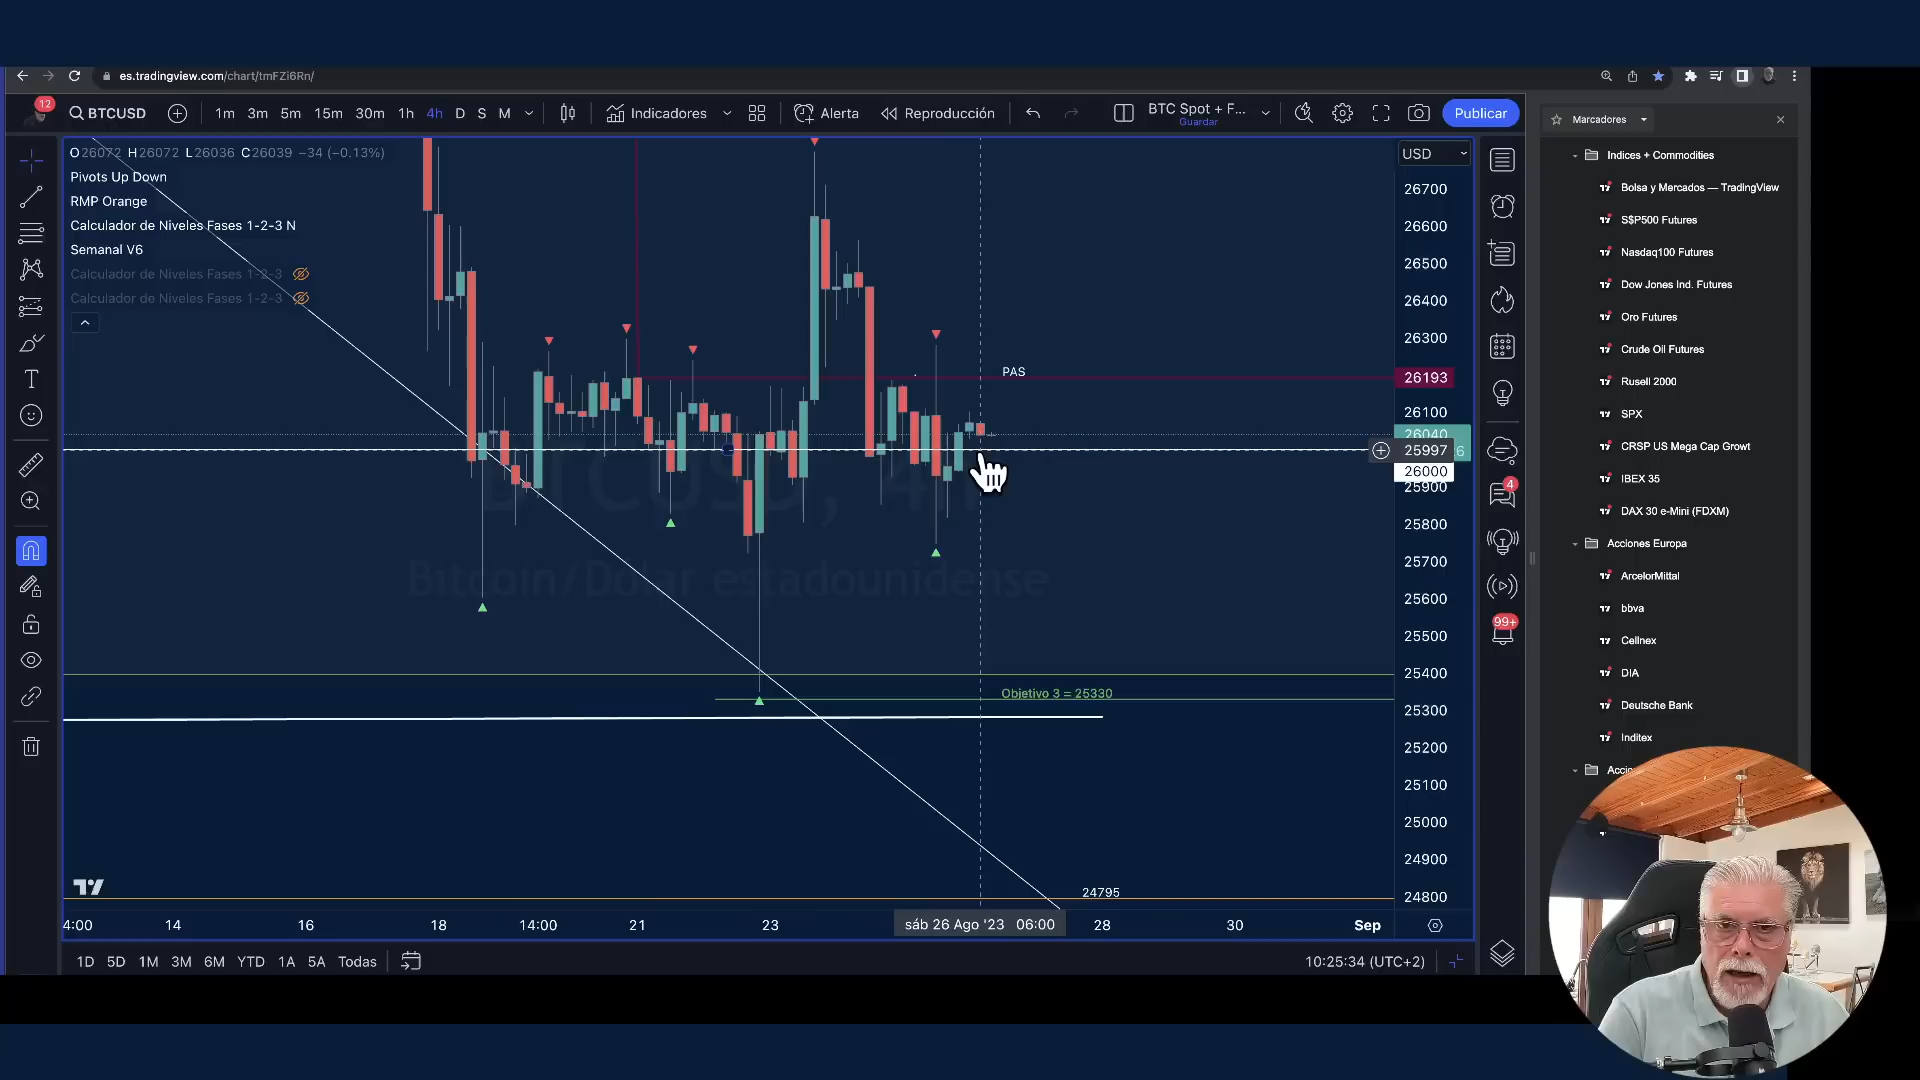 es.tradingview.com/chart/tmFZi6Rn/
12
BTCUSD
1m 3m 5m 15m 30m 1h 4h D S M
Indicadores
Alerta
Reproducción
BTC Spot + F...
Guardar
Publicar
Marcadores
O26072 H26072 L26036 C26039 −34 (−0.13%)
Pivots Up Down
RMP Orange
Calculador de Niveles Fases 1-2-3 N
Semanal V6
Calculador de Niveles Fases 1-2-3
Calculador de Niveles Fases 1-2-3
USD
26700
26600
26500
26400
26300
PAS
26193
26100
26040
25997
6
26000
25900
25800
25700
25600
25500
25400
Objetivo 3 = 25330
25300
25200
25100
25000
24900
24795
24800
BTCUSD, 4h
Bitcoin/Dólar estadounidense
4:00 14 16 18 14:00 21 23 sáb 26 Ago '23 06:00 28 30 Sep
1D 5D 1M 3M 6M YTD 1A 5A Todas
10:25:34 (UTC+2)
4
99+
Indices + Commodities
Bolsa y Mercados — TradingView
S$P500 Futures
Nasdaq100 Futures
Dow Jones Ind. Futures
Oro Futures
Crude Oil Futures
Rusell 2000
SPX
CRSP US Mega Cap Growt
IBEX 35
DAX 30 e-Mini (FDXM)
Acciones Europa
ArcelorMittal
bbva
Cellnex
DIA
Deutsche Bank
Inditex